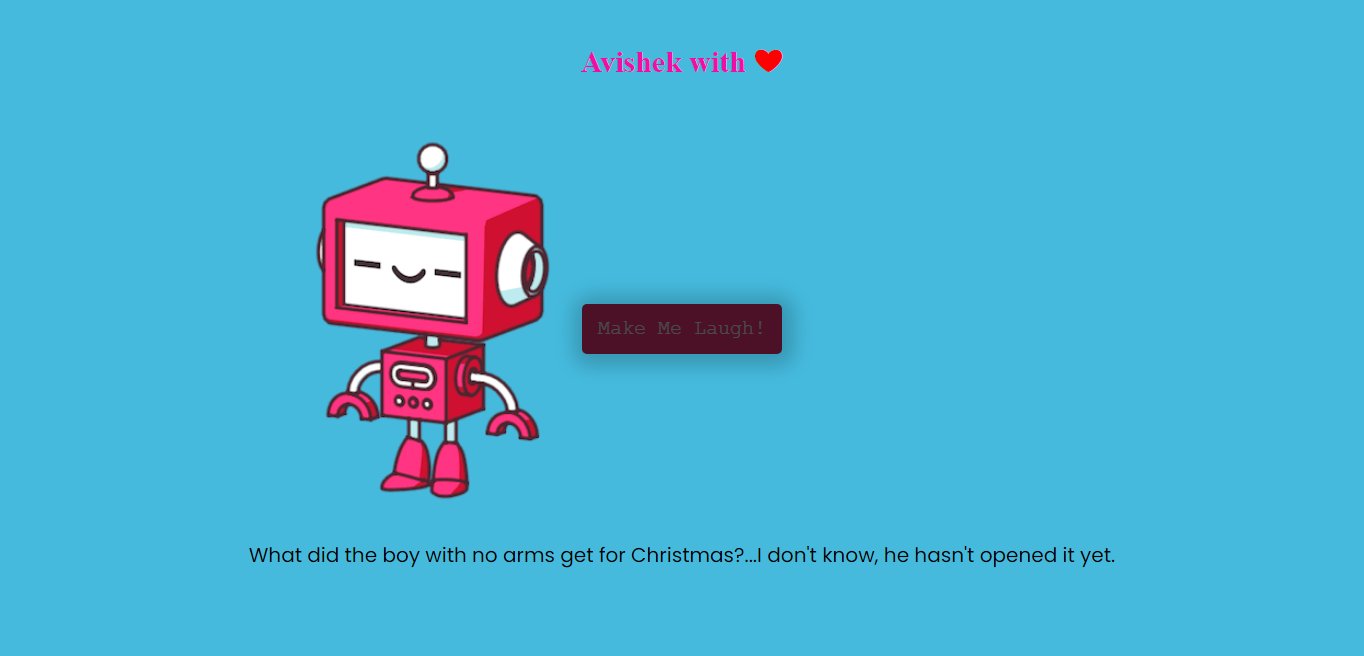 Avishek with ❤
Make Me Laugh!
What did the boy with no arms get for Christmas?...I don't know, he hasn't opened it yet.